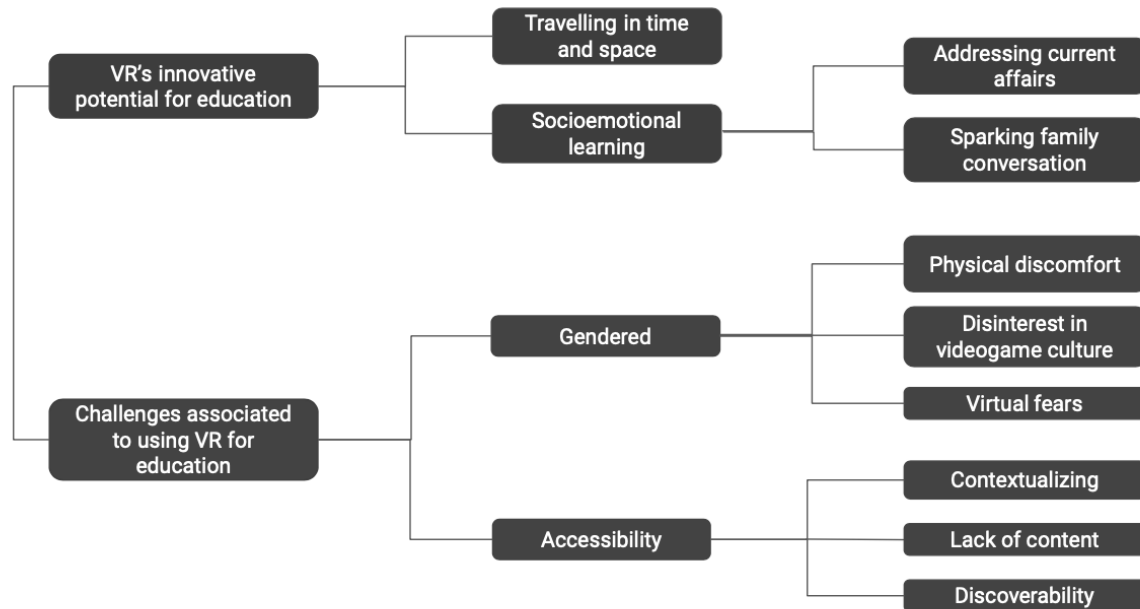 VR's innovative
potential for education
Travelling in time
and space
Socioemotional
learning
Addressing current
affairs
Sparking family
conversation
Challenges associated
to using VR for
education
Gendered
Physical discomfort
Disinterest in
videogame culture
Virtual fears
Accessibility
Contextualizing
Lack of content
Discoverability